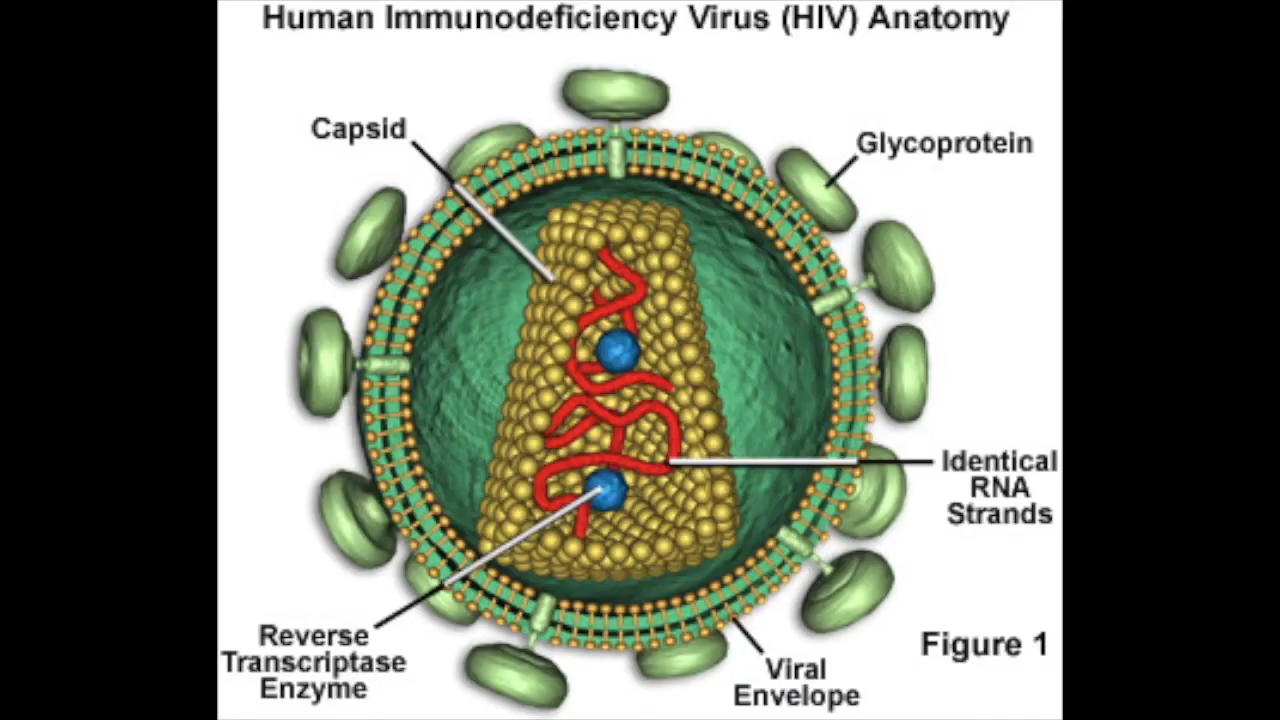 Human Immunodeficiency Virus (HIV) Anatomy
Capsid
Glycoprotein
Identical
RNA
Strands
Reverse
Transcriptase
Enzyme
Viral
Envelope
Figure 1